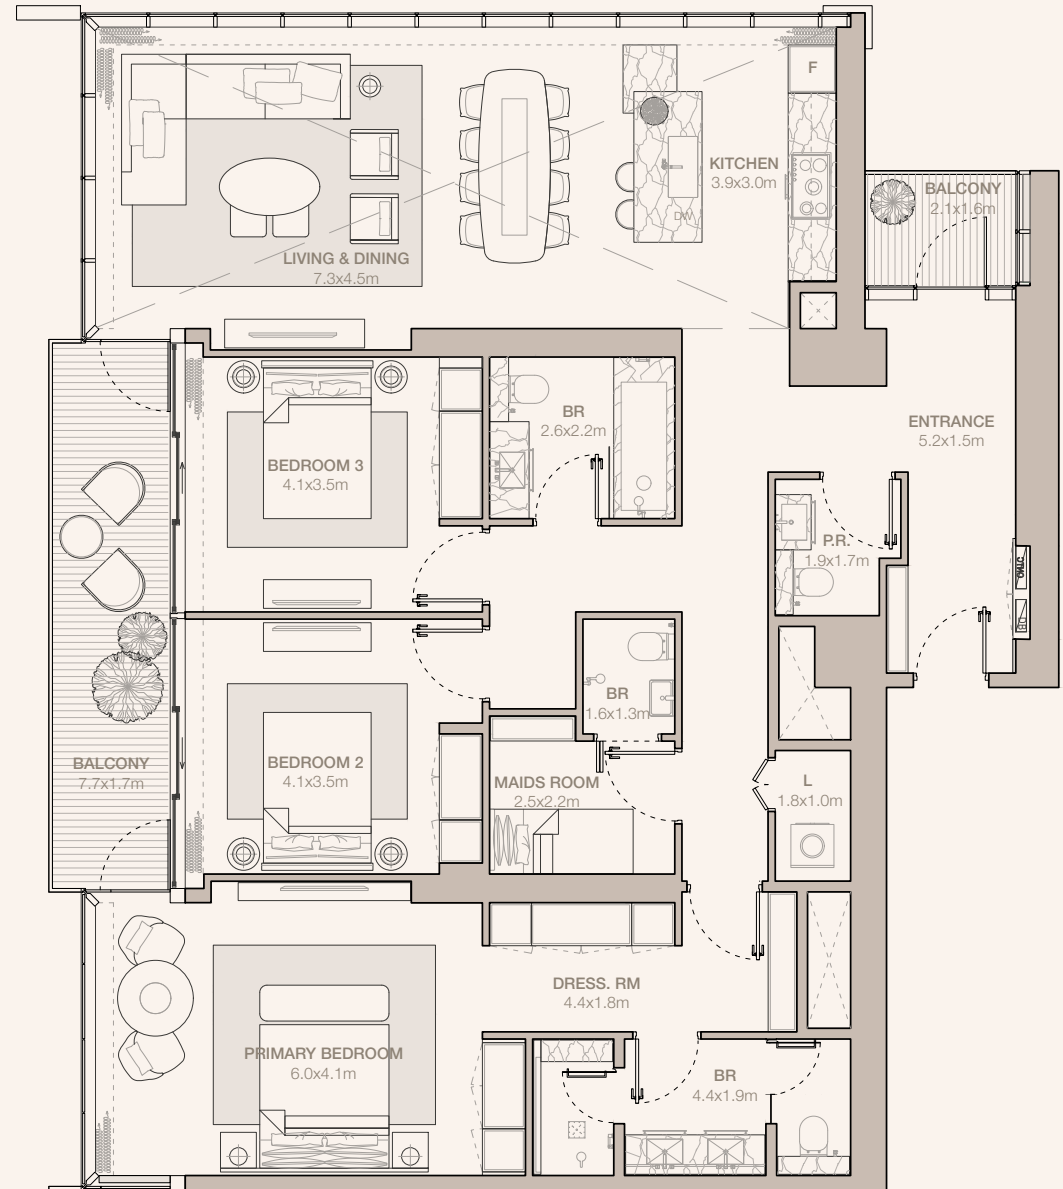 F
KITCHEN
3.9x3.0m
BALCONY
2.1x1.6m
DW
LIVING & DINING
7.3x4.5m
BR
2.6x2.2m
ENTRANCE
5.2x1.5m
BEDROOM 3
4.1x3.5m
P.R.
1.9x1.7m
DB
BR
1.6x1.3m
BALCONY
7.7x1.7m
BEDROOM 2
4.1x3.5m
MAIDS ROOM
2.5x2.2m
L
1.8x1.0m
DRESS. RM
4.4x1.8m
PRIMARY BEDROOM
6.0x4.1m
BR
4.4x1.9m